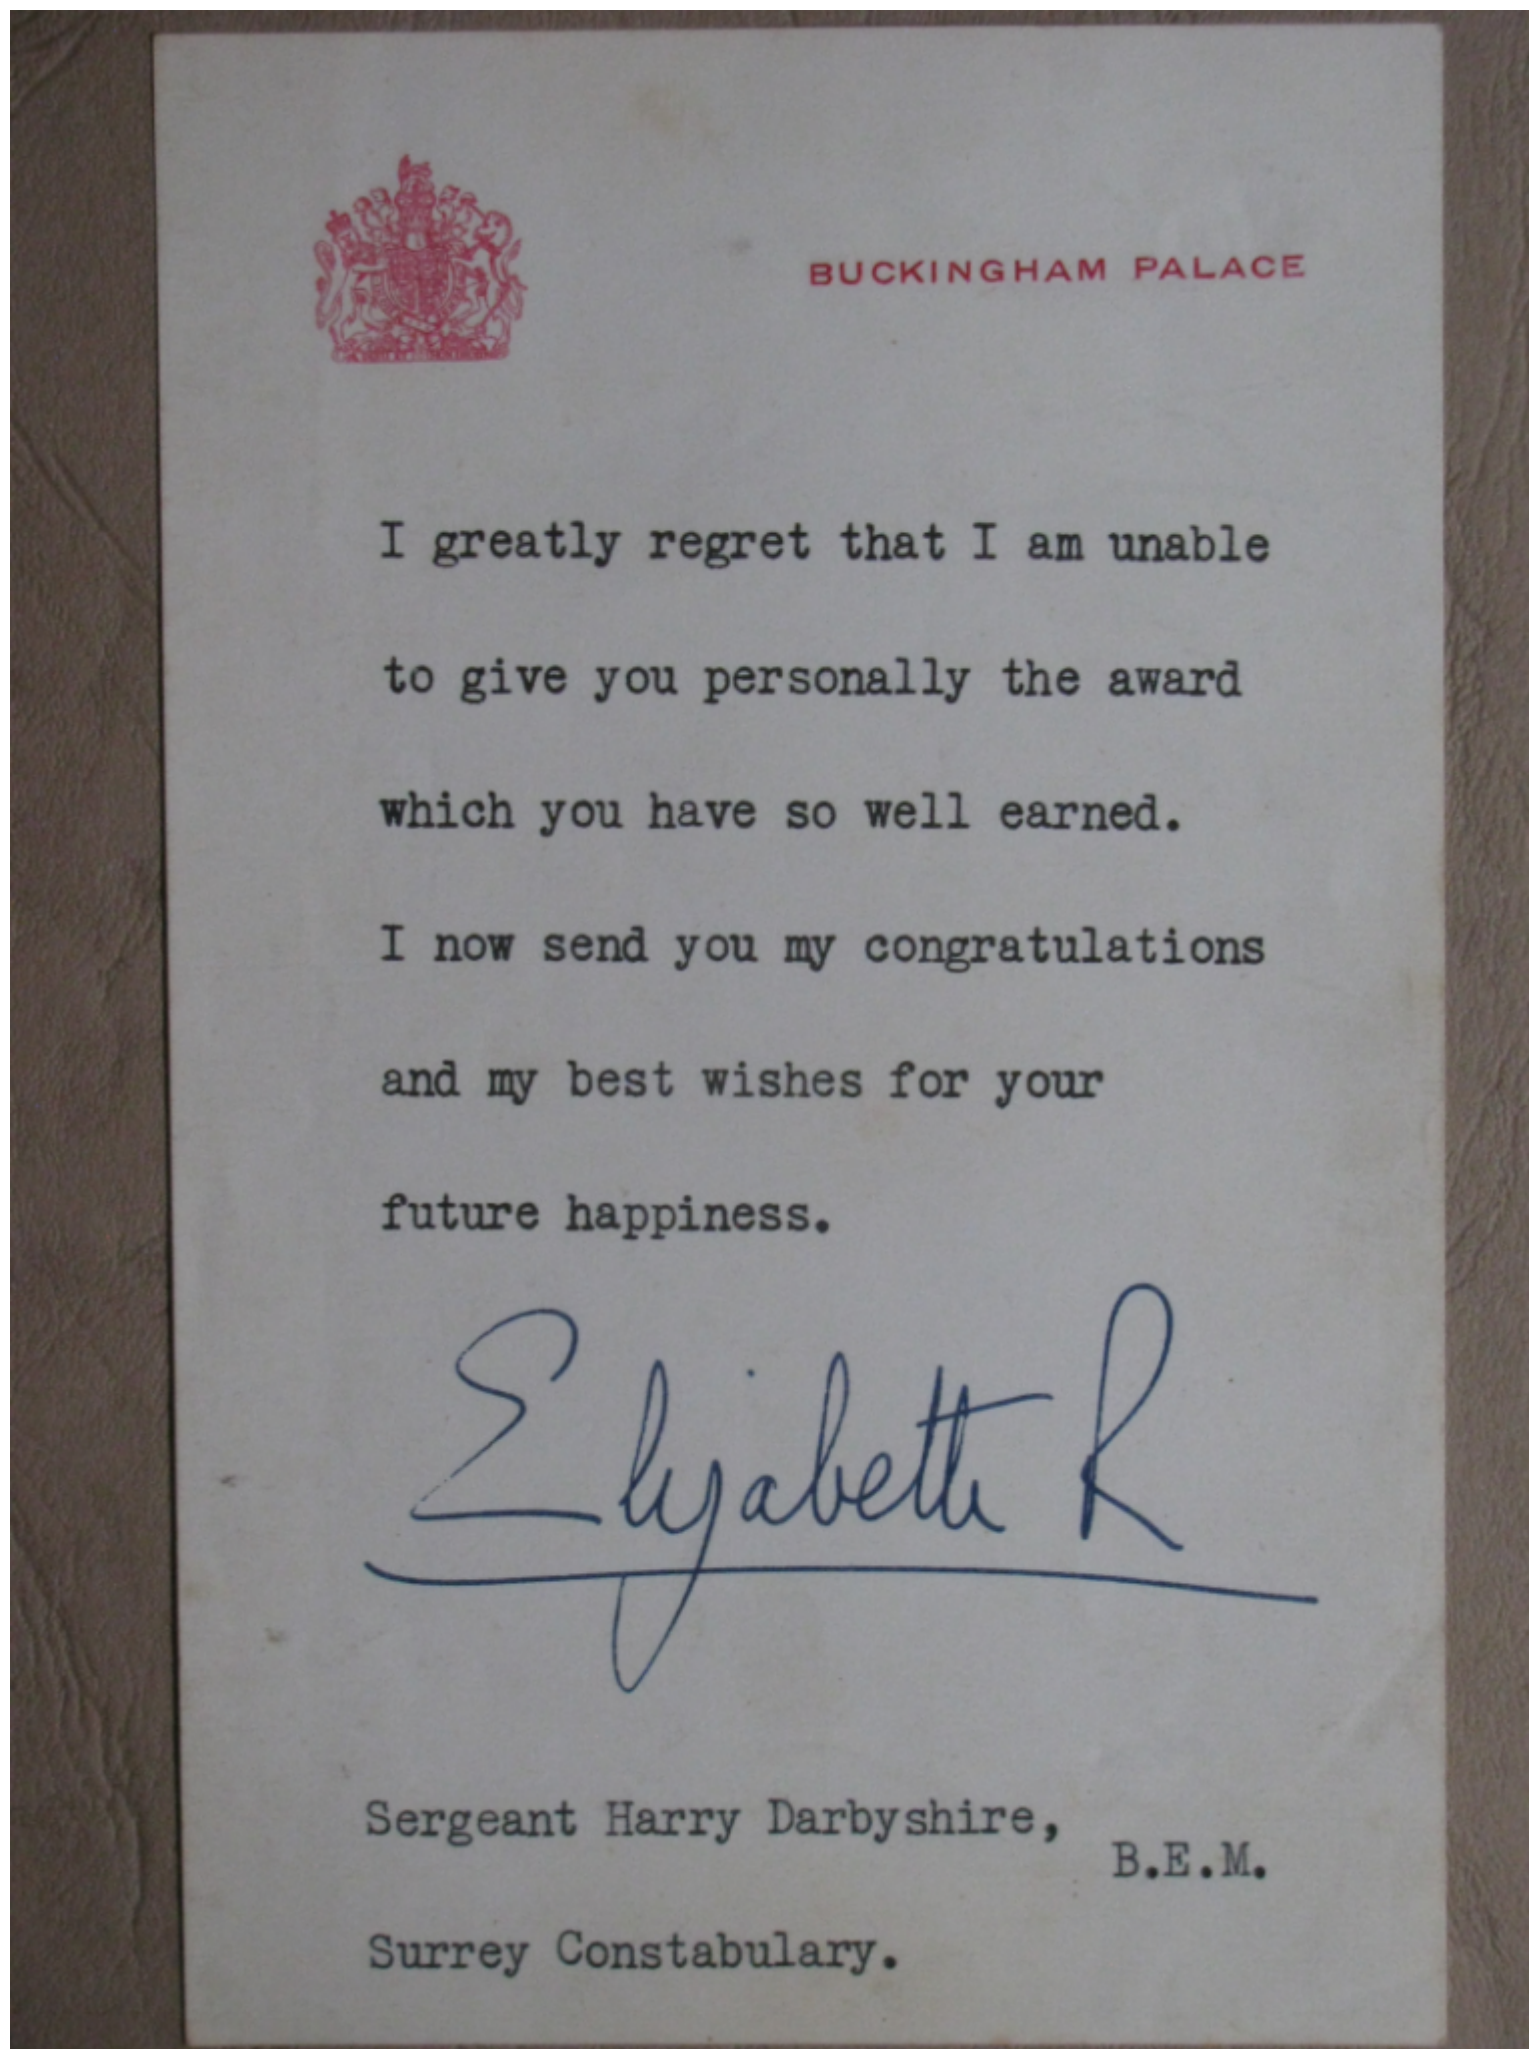 BUCKINGHAM PALACE
I greatly regret that I am unable
to give you personally the award
which you have so well earned.
I now send you my congratulations
and my best wishes for your
future happiness.
Elizabeth R
Sergeant Harry Darbyshire,
B.E.M.
Surrey Constabulary.